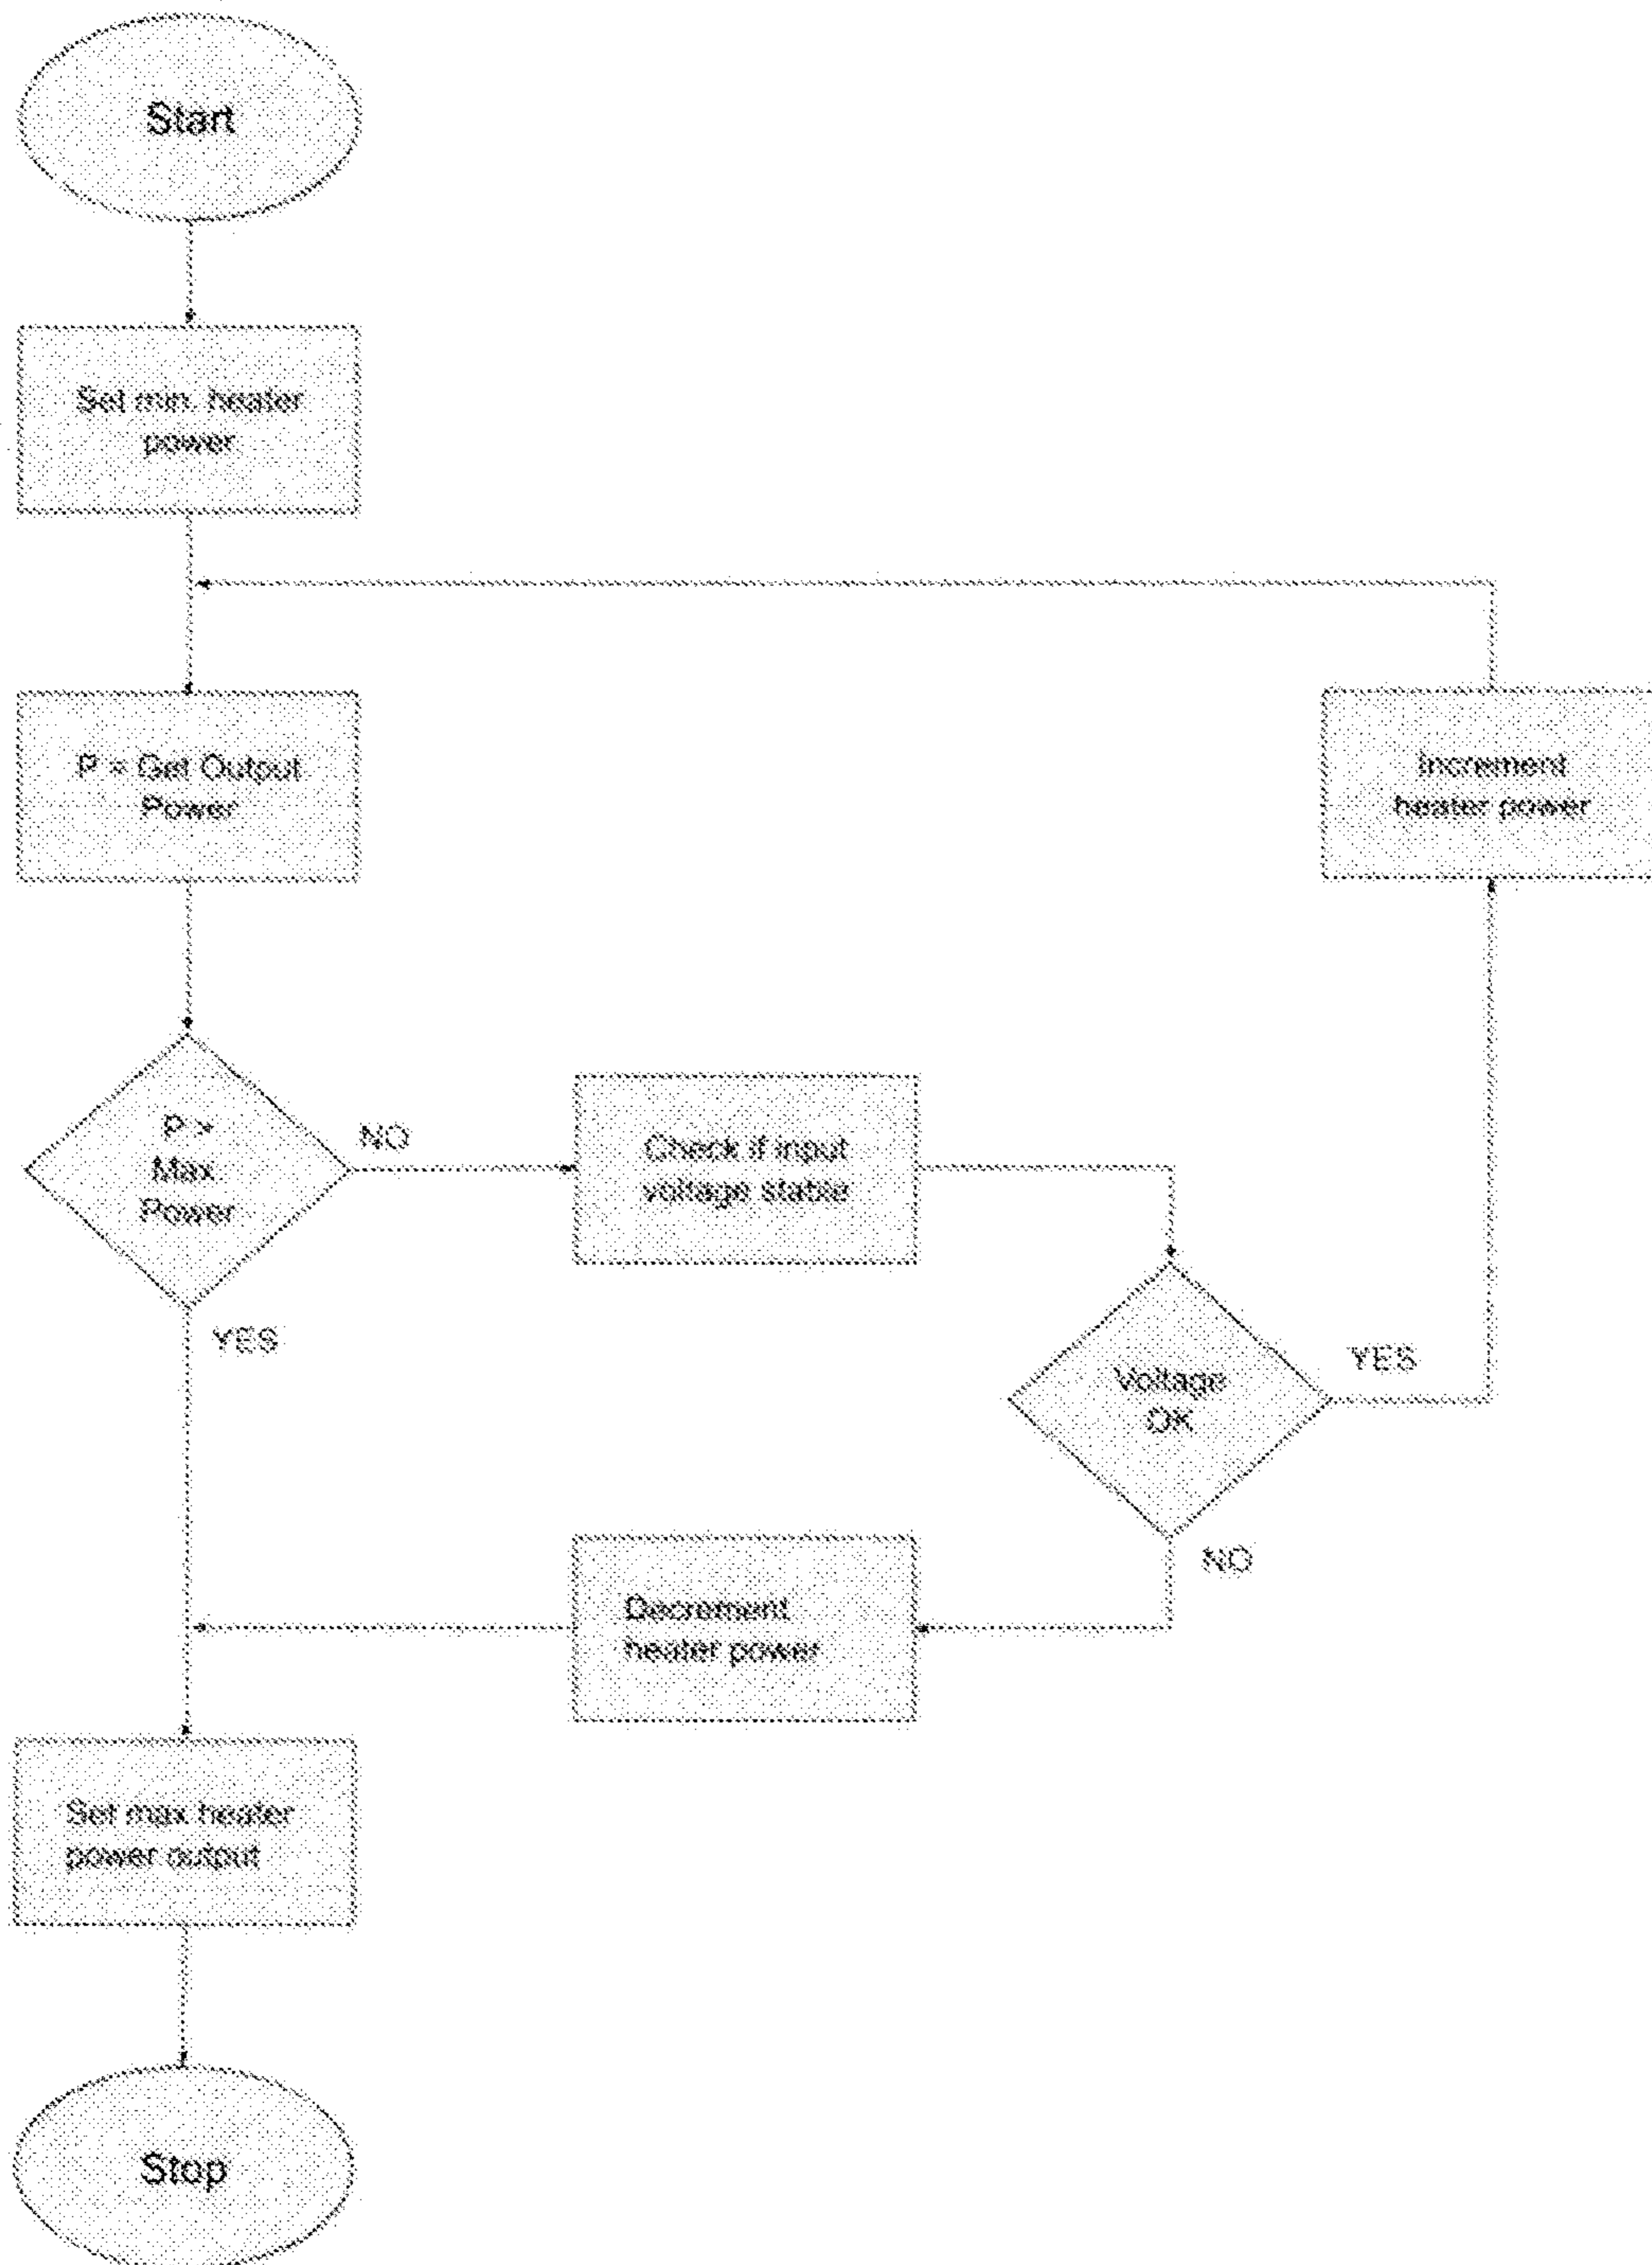 Start
Set min. heater
power
P = Get Output
Power
Increment
heater power
P >
Max
Power
NO
Check if input
voltage stable
YES
Voltage
OK
YES
NO
Decrement
heater power
Set max heater
power output
Stop